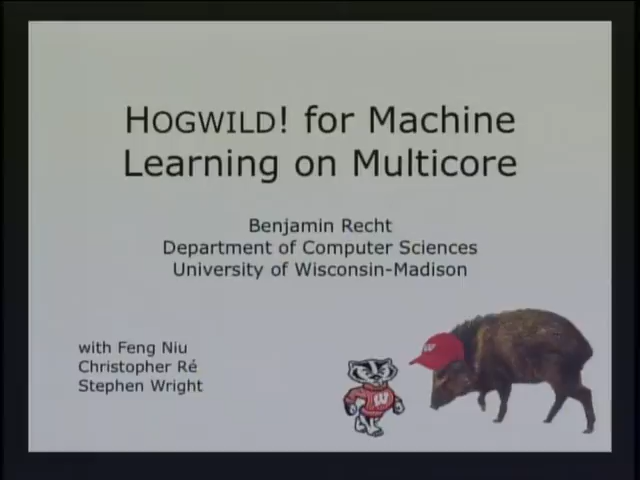 HOGWILD! for Machine
Learning on Multicore
Benjamin Recht
Department of Computer Sciences
University of Wisconsin-Madison
with Feng Niu
Christopher Ré
Stephen Wright
W